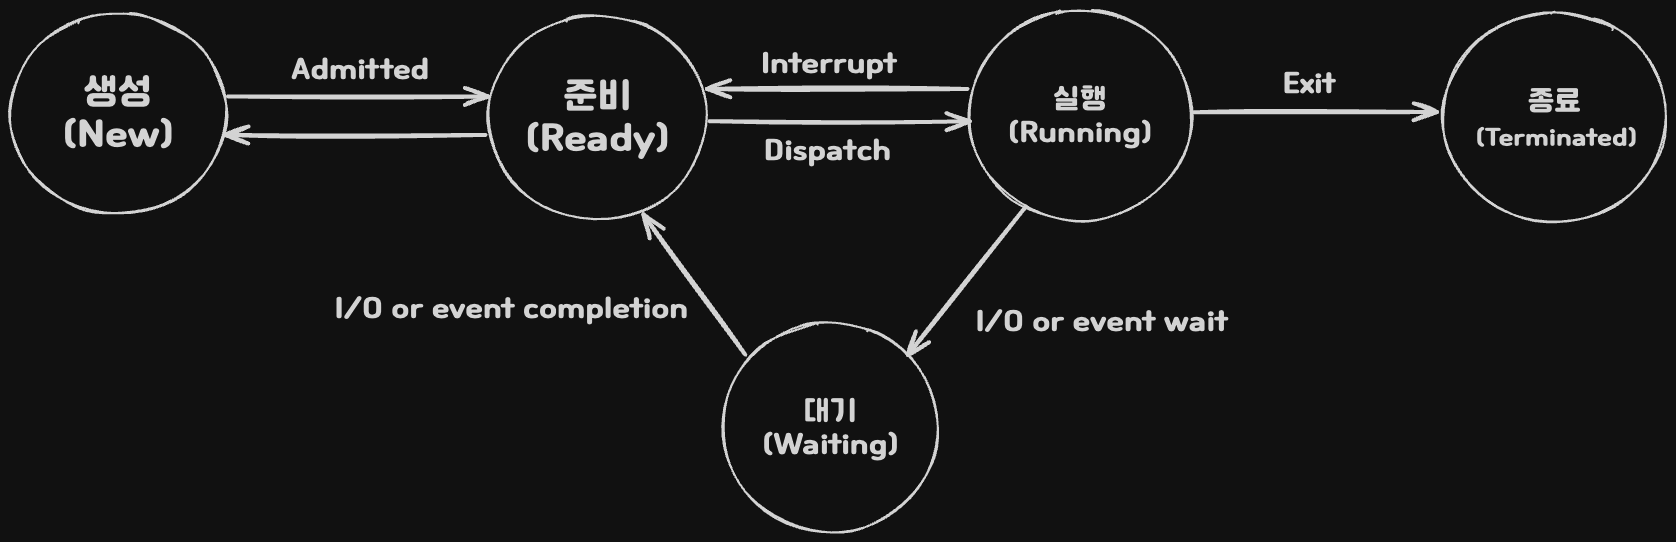 생성
(New)
Admitted
준비
(Ready)
Interrupt
Dispatch
실행
(Running)
Exit
종료
(Terminated)
I/O or event completion
I/O or event wait
대기
(Waiting)